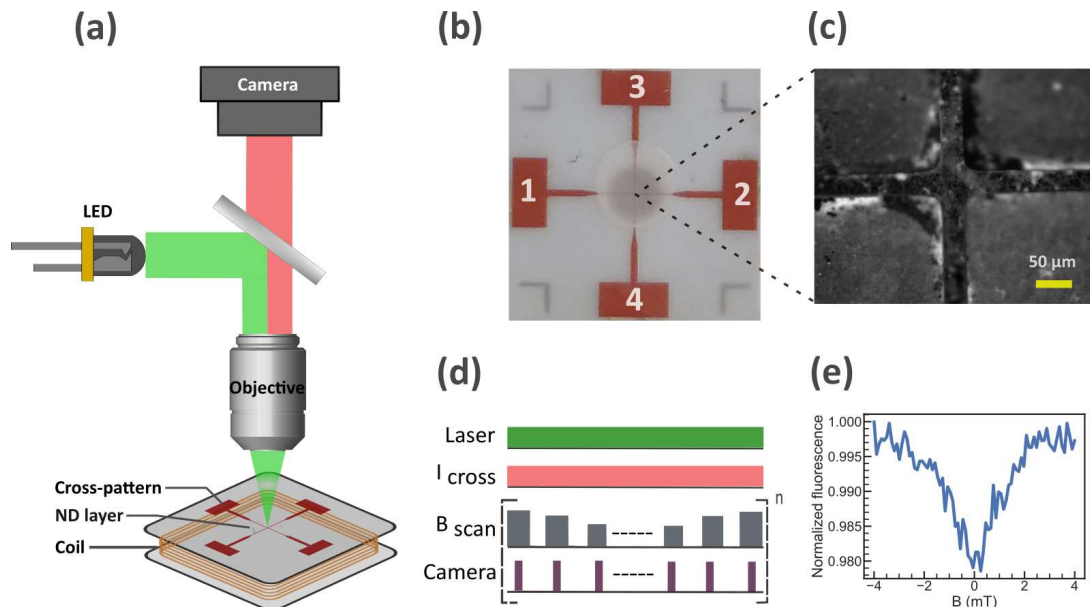 (a)
Camera
LED
Objective
Cross-pattern
ND layer
Coil
(b)
3
1
2
4
(c)
50 µm
(d)
Laser
I cross
B scan
Camera
n
(e)
Normalized fluorescence
1.000
0.995
0.990
0.985
0.980
−4 −2 0 2 4
B (mT)